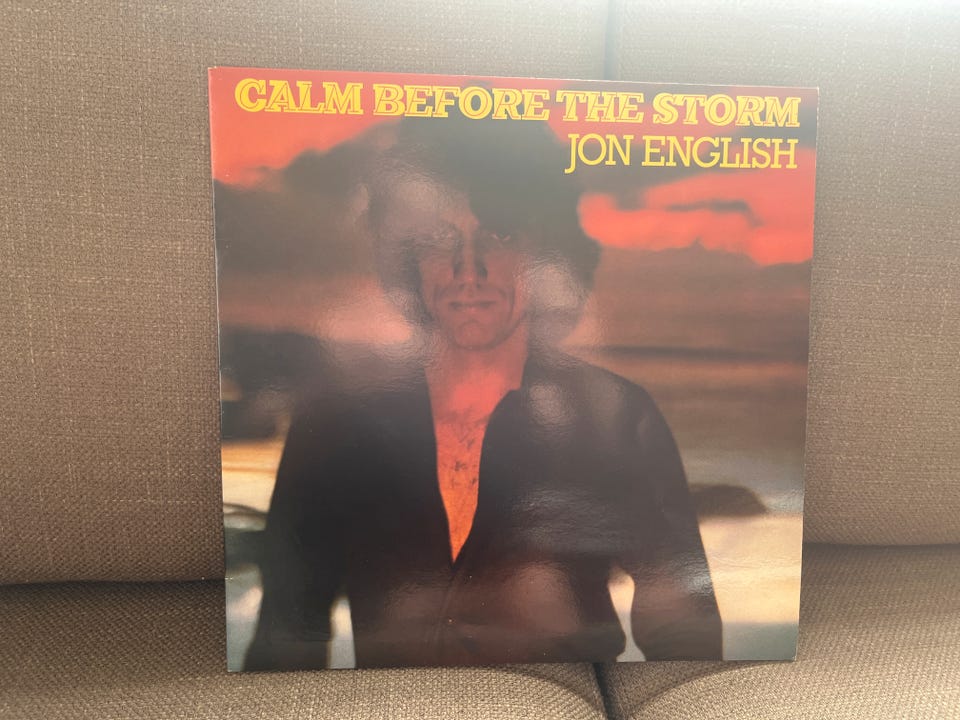 CALM BEFORE THE STORM
JON ENGLISH